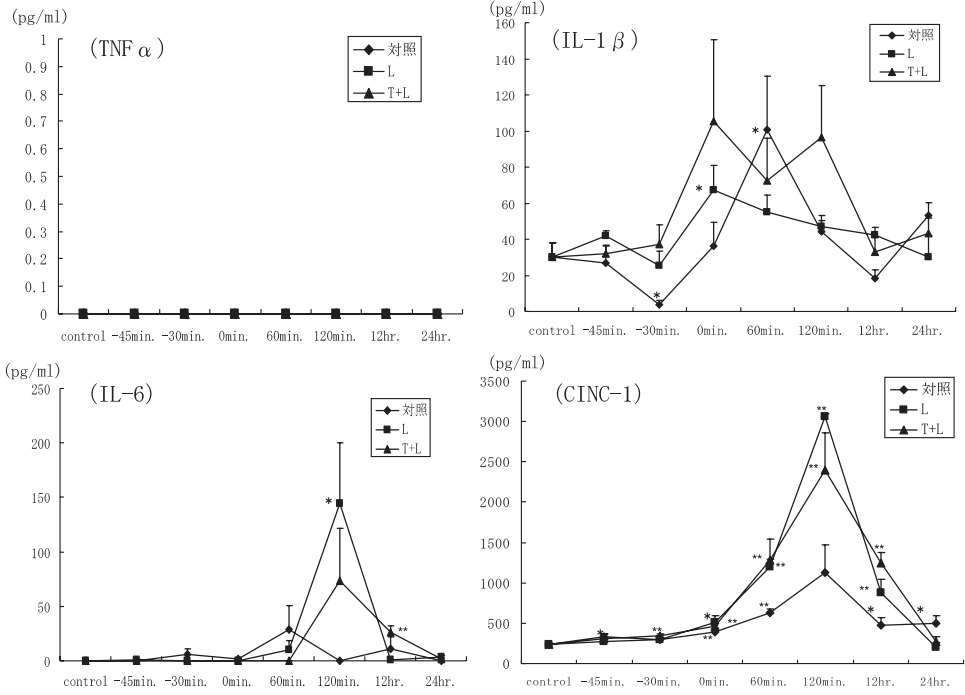 (pg/ml)
(TNF α)
対照
L
T+L
1
0.9
0.8
0.7
0.6
0.5
0.4
0.3
0.2
0.1
0
control -45min. -30min. 0min. 60min. 120min. 12hr. 24hr.
(pg/ml)
(IL-1 β)
対照
L
T+L
160
140
120
100
80
60
40
20
0
*
*
*
control -45min. -30min. 0min. 60min. 120min. 12hr. 24hr.
(pg/ml)
(IL-6)
対照
L
T+L
250
200
150
100
50
0
*
**
control -45min. -30min. 0min. 60min. 120min. 12hr. 24hr.
(pg/ml)
(CINC-1)
対照
L
T+L
3500
3000
2500
2000
1500
1000
500
0
**
**
**
**
**
**
**
*
*
*
**
*
**
**
control -45min. -30min. 0min. 60min. 120min. 12hr. 24hr.